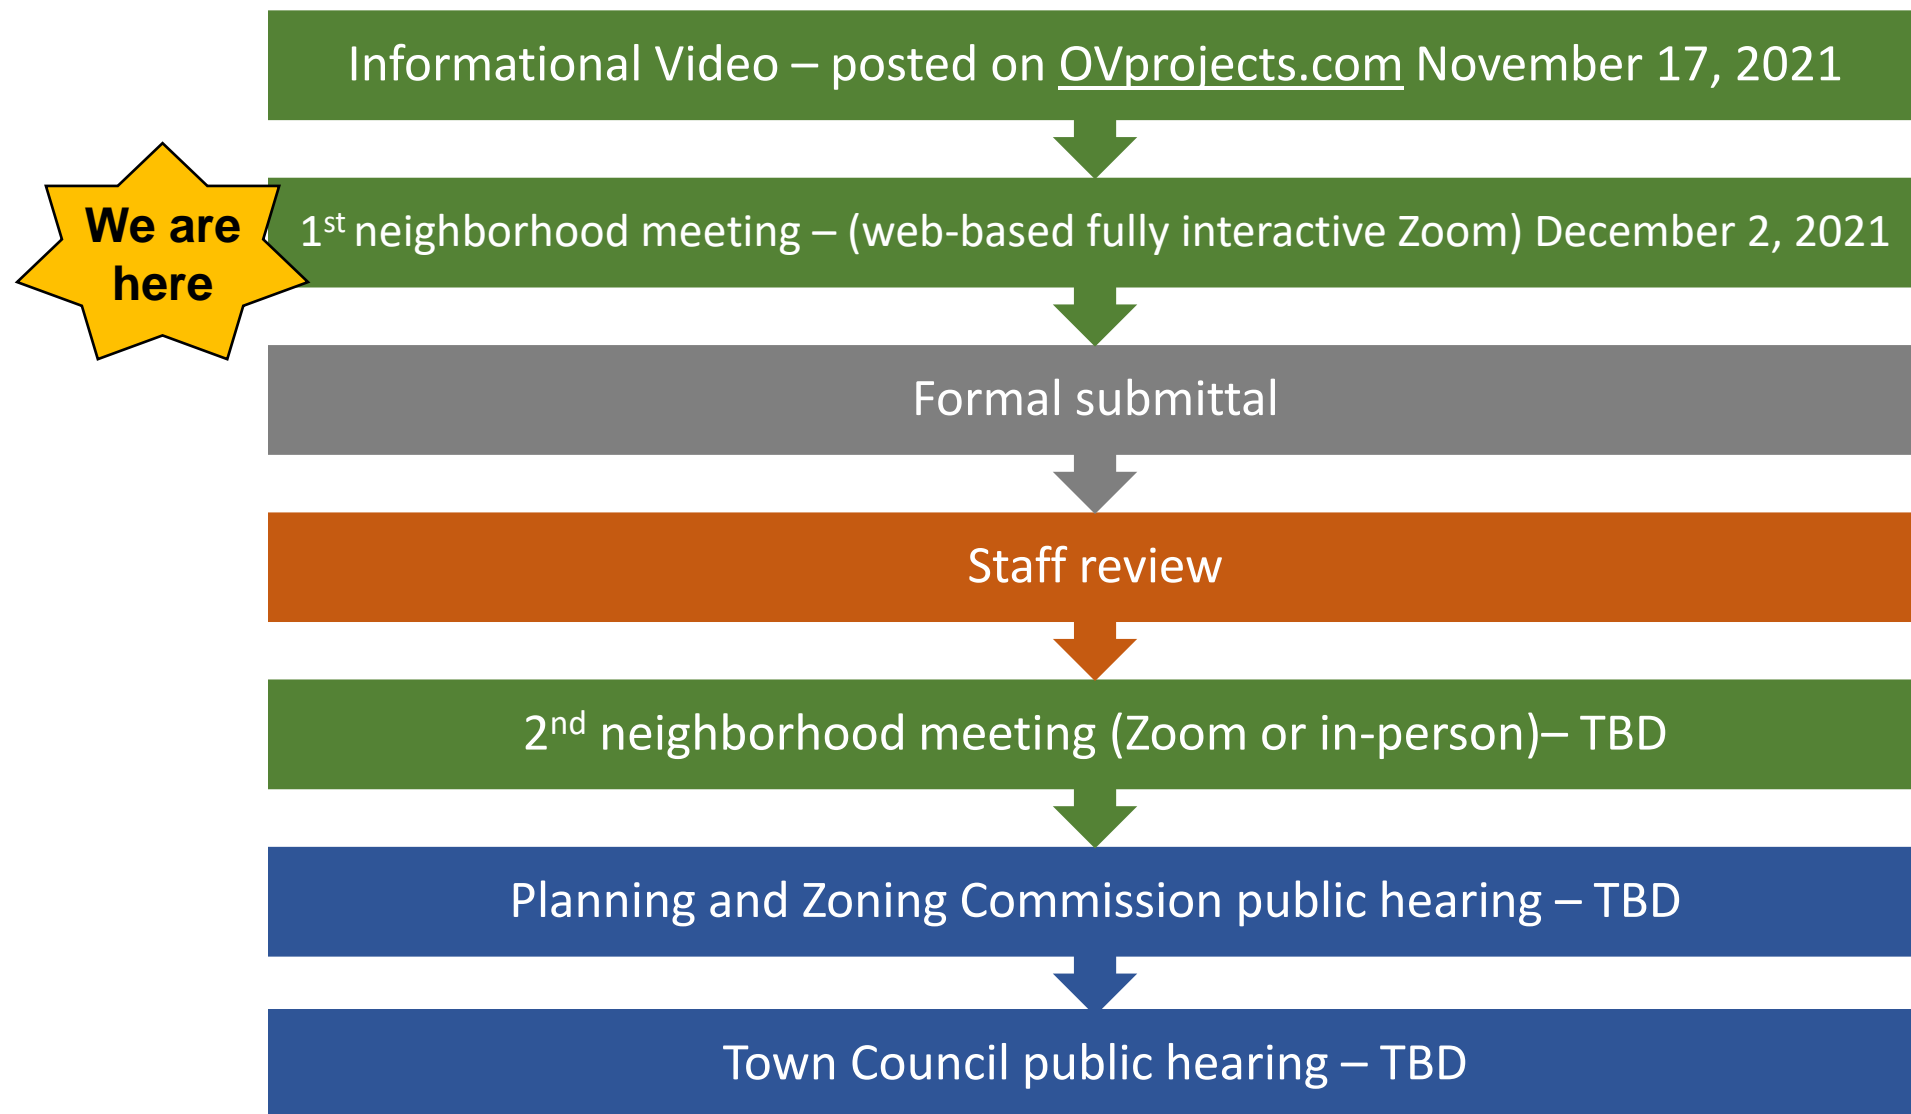 Informational Video – posted on OVprojects.com November 17, 2021
We are
here
1st neighborhood meeting – (web-based fully interactive Zoom) December 2, 2021
Formal submittal
Staff review
2nd neighborhood meeting (Zoom or in-person)– TBD
Planning and Zoning Commission public hearing – TBD
Town Council public hearing – TBD